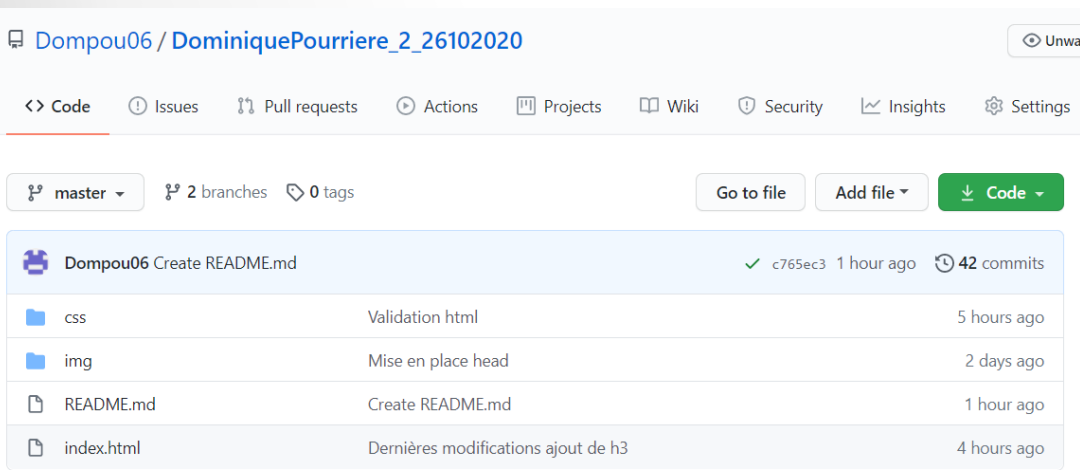 Dompou06 / DominiquePourriere_2_26102020
Code Issues Pull requests Actions Projects Wiki Security Insights Settings
master 2 branches 0 tags Go to file Add file Code
Dompou06 Create README.md c765ec3 1 hour ago 42 commits
css Validation html 5 hours ago
img Mise en place head 2 days ago
README.md Create README.md 1 hour ago
index.html Dernières modifications ajout de h3 4 hours ago